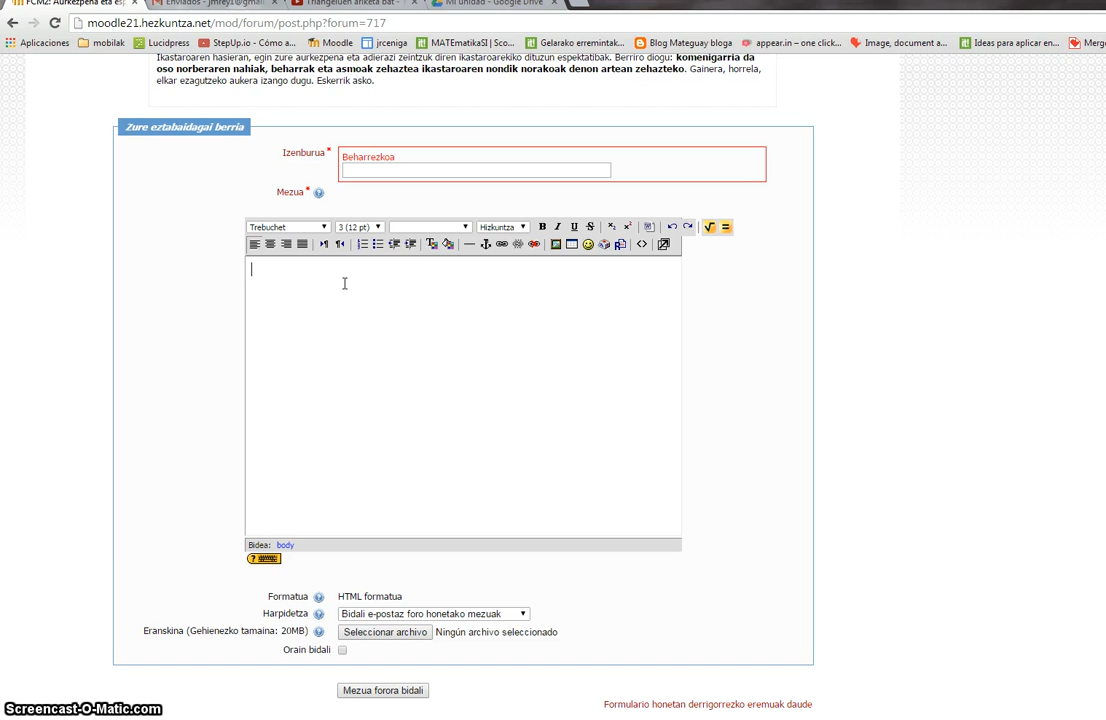 FCM2: Aurkezpena eta es
Enviados - jmrey1@gmail
Triangeluen afiketa bat -
Mi unidad - Google Drive
moodle21.hezkuntza.net/mod/forum/post.php?forum=717
Aplicaciones mobilak Lucidpress StepUp.io - Cómo a... Moodle jrceniga MATEmatikaSI | Sco... Gelarako erremintak... Blog Mateguay bloga appear.in – one click... Image, document a... Ideas para aplicar en... Merge
Ikastaroaren hasieran, egin zure aurkezpena eta adierazi zeintzuk diren ikastaroarekiko dituzun espektatibak. Berriro diogu: komenigarria da
oso norberaren nahiak, beharrak eta asmoak zehaztea ikastaroaren nondik norakoak denon artean zehazteko. Gainera, horrela,
elkar ezagutzeko aukera izango dugu. Eskerrik asko.
Zure eztabaidagai berria
Izenburua *
Beharrezkoa
Mezua *
Trebuchet 3 (12 pt) Hizkuntza B I U S
Bidea: body
Formatua HTML formatua
Harpidetza Bidali e-postaz foro honetako mezuak
Eranskina (Gehienezko tamaina: 20MB) Seleccionar archivo Ningún archivo seleccionado
Orain bidali
Mezua forora bidali
Formulario honetan derrigorrezko eremuak daude
Screencast-O-Matic.com